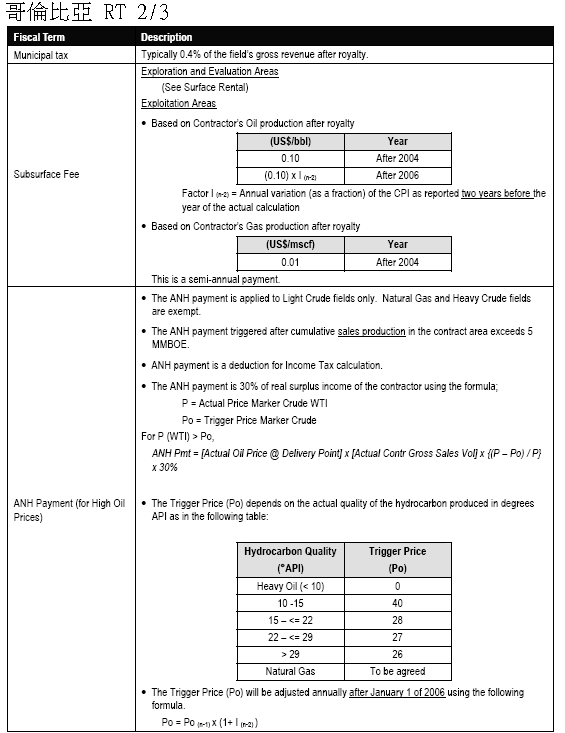 哥倫比亞 RT 2/3
Fiscal Term Description
Municipal tax Typically 0.4% of the field's gross revenue after royalty.
Subsurface Fee
Exploration and Evaluation Areas
(See Surface Rental)
Exploitation Areas
• Based on Contractor's Oil production after royalty
(US$/bbl) Year
0.10 After 2004
(0.10) x I (n-2) After 2006
Factor I (n-2) = Annual variation (as a fraction) of the CPI as reported two years before the
year of the actual calculation
• Based on Contractor's Gas production after royalty
(US$/mscf) Year
0.01 After 2004
This is a semi-annual payment.
ANH Payment (for High Oil
Prices)
• The ANH payment is applied to Light Crude fields only. Natural Gas and Heavy Crude fields
are exempt.
• The ANH payment triggered after cumulative sales production in the contract area exceeds 5
MMBOE.
• ANH payment is a deduction for Income Tax calculation.
• The ANH payment is 30% of real surplus income of the contractor using the formula;
P = Actual Price Marker Crude WTI
Po = Trigger Price Marker Crude
For P (WTI) > Po,
ANH Pmt = [Actual Oil Price @ Delivery Point] x [Actual Contr Gross Sales Vol] x {(P – Po) / P}
x 30%
• The Trigger Price (Po) depends on the actual quality of the hydrocarbon produced in degrees
API as in the following table:
Hydrocarbon Quality Trigger Price
(°API) (Po)
Heavy Oil (< 10) 0
10 -15 40
15 – <= 22 28
22 – <= 29 27
> 29 26
Natural Gas To be agreed
• The Trigger Price (Po) will be adjusted annually after January 1 of 2006 using the following
formula.
Po = Po (n-1) x (1+ I (n-2) )